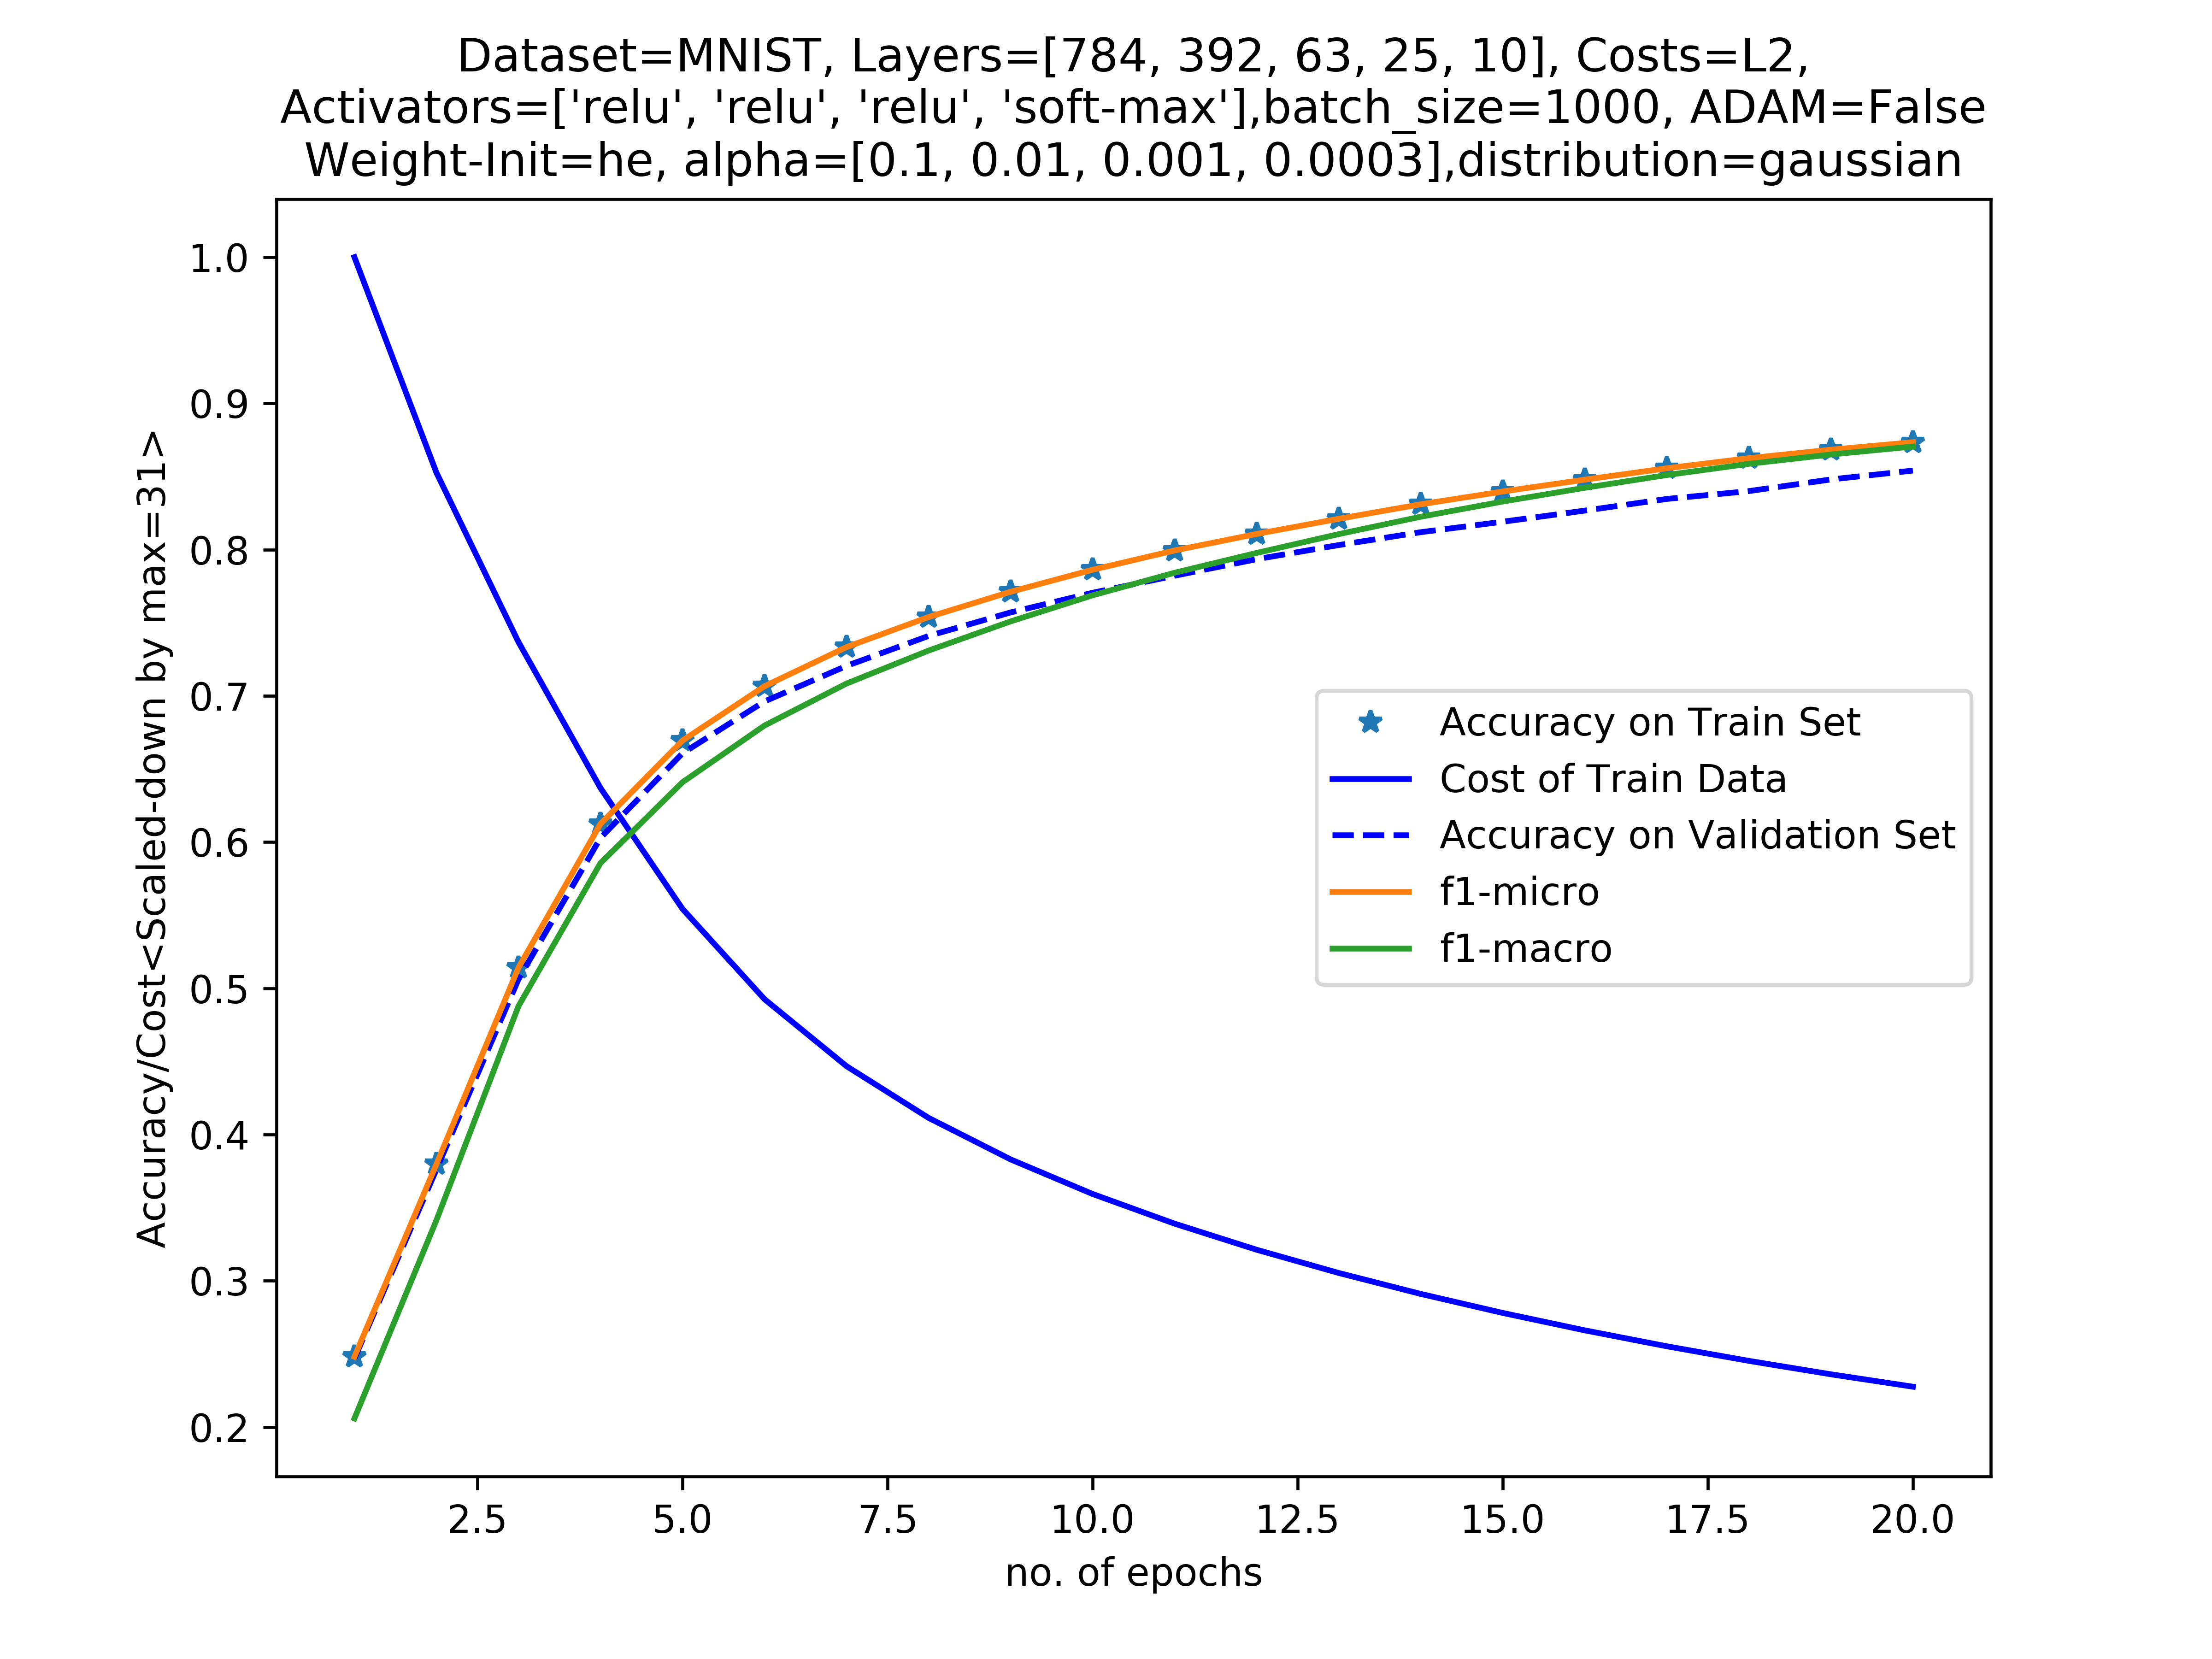 Dataset=MNIST, Layers=[784, 392, 63, 25, 10], Costs=L2,
Activators=['relu', 'relu', 'relu', 'soft-max'],batch_size=1000, ADAM=False
Weight-Init=he, alpha=[0.1, 0.01, 0.001, 0.0003],distribution=gaussian
Accuracy/Cost<Scaled-down by max=31>
1.0
0.9
0.8
0.7
0.6
0.5
0.4
0.3
0.2
Accuracy on Train Set
Cost of Train Data
Accuracy on Validation Set
f1-micro
f1-macro
2.5 5.0 7.5 10.0 12.5 15.0 17.5 20.0
no. of epochs